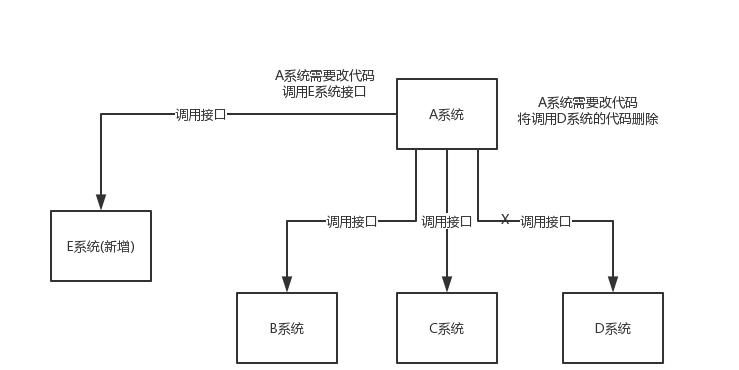 A系统需要改代码
调用E系统接口
A系统
A系统需要改代码
将调用D系统的代码删除
调用接口
调用接口
调用接口
X
调用接口
E系统(新增)
B系统
C系统
D系统